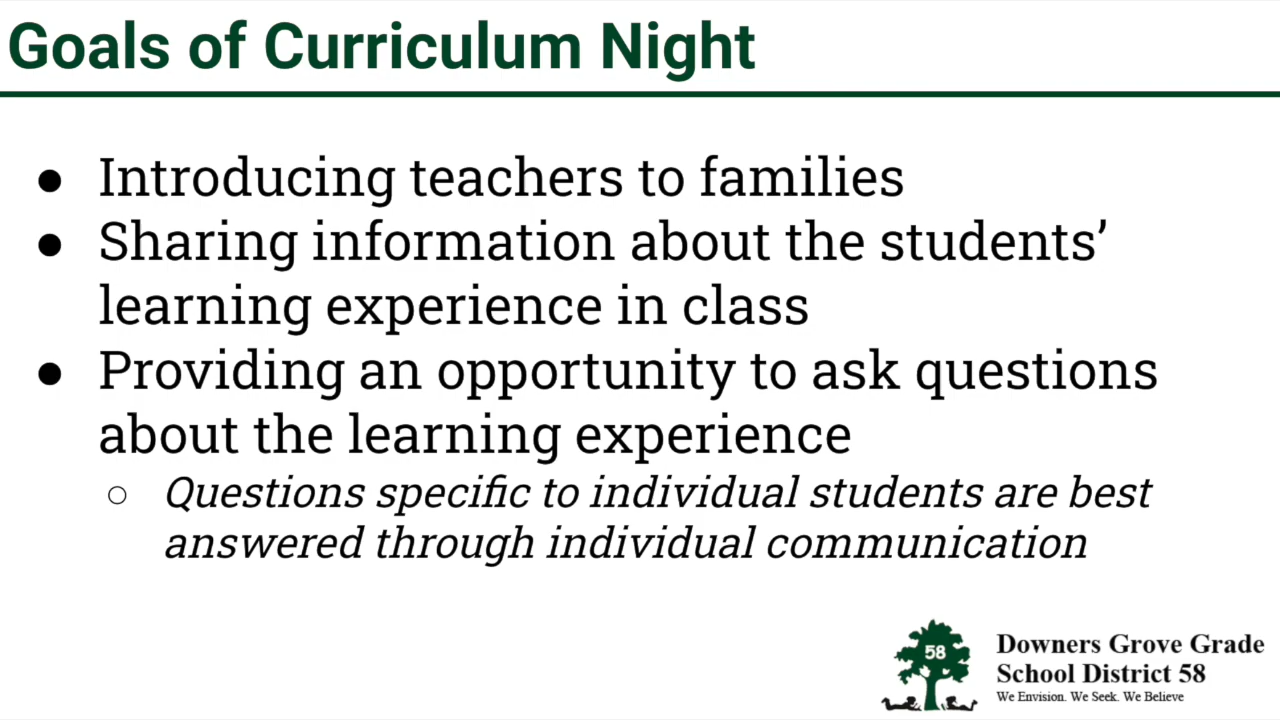 Goals of Curriculum Night
● Introducing teachers to families
● Sharing information about the students’
learning experience in class
● Providing an opportunity to ask questions
about the learning experience
○ Questions specific to individual students are best
answered through individual communication
58
Downers Grove Grade
School District 58
We Envision. We Seek. We Believe